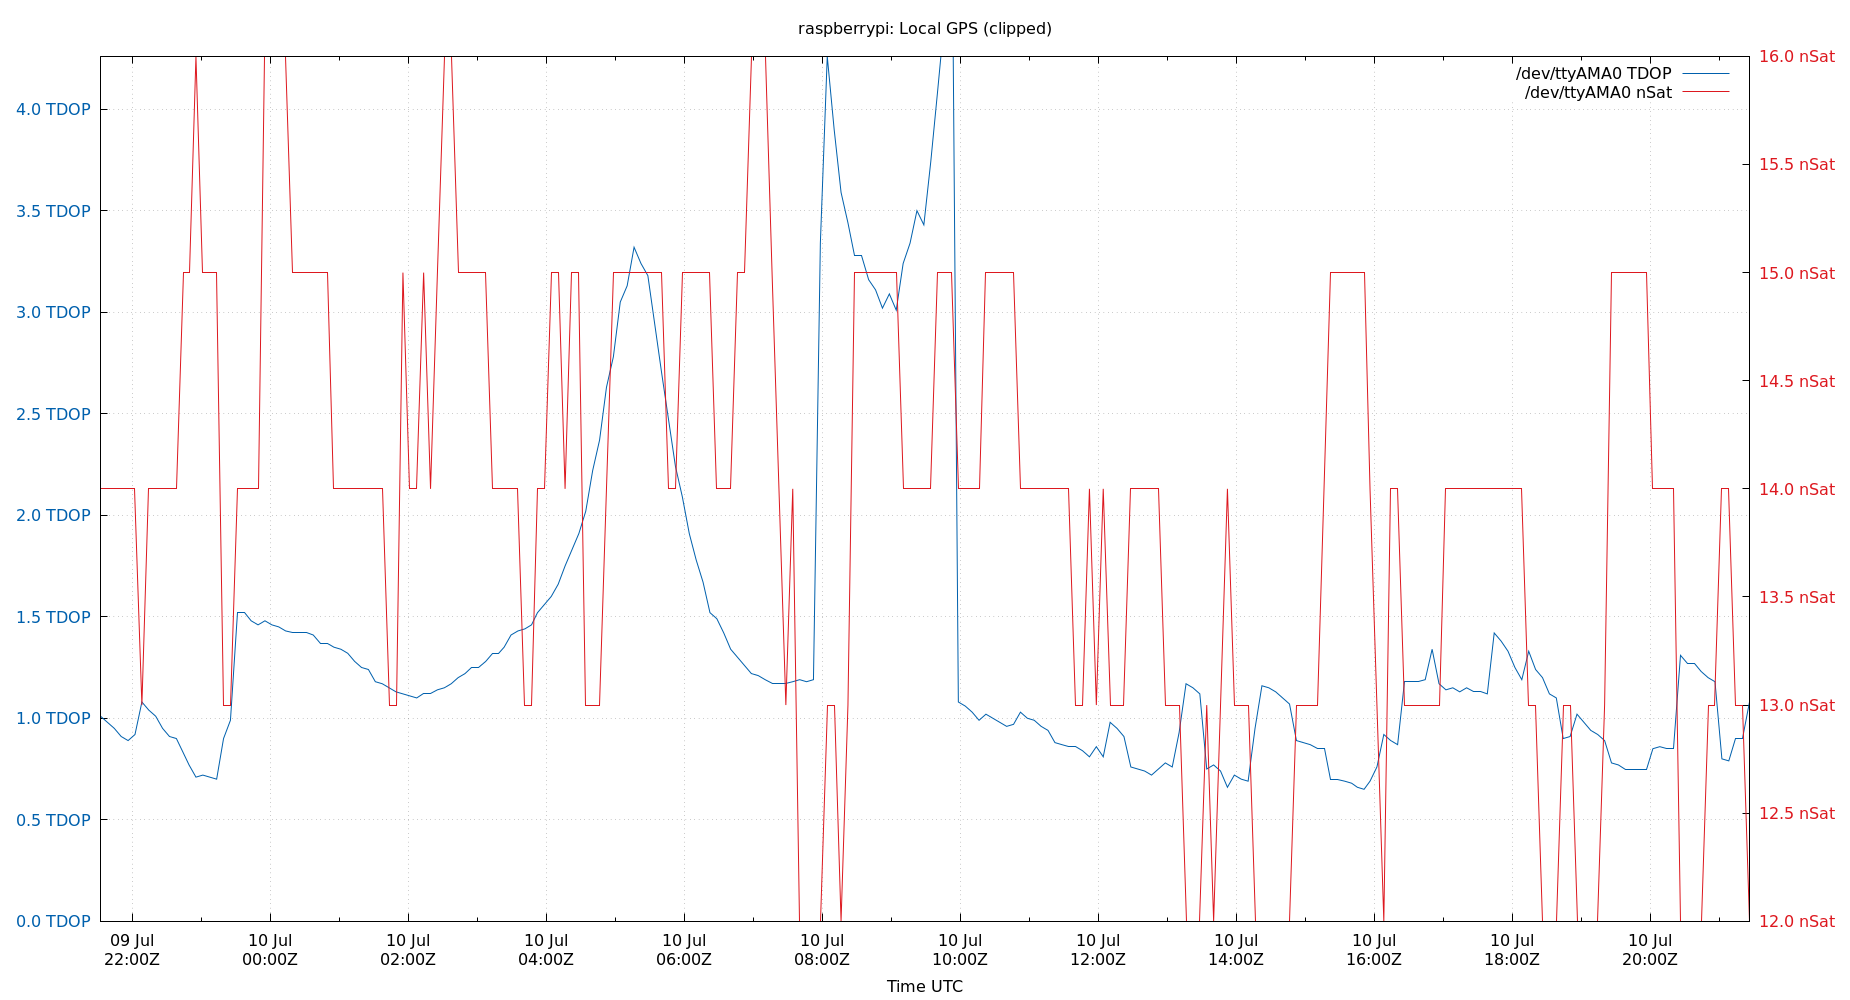 raspberrypi: Local GPS (clipped)
/dev/ttyAMA0 TDOP
/dev/ttyAMA0 nSat
4.0 TDOP
3.5 TDOP
3.0 TDOP
2.5 TDOP
2.0 TDOP
1.5 TDOP
1.0 TDOP
0.5 TDOP
0.0 TDOP
16.0 nSat
15.5 nSat
15.0 nSat
14.5 nSat
14.0 nSat
13.5 nSat
13.0 nSat
12.5 nSat
12.0 nSat
09 Jul
22:00Z
10 Jul
00:00Z
10 Jul
02:00Z
10 Jul
04:00Z
10 Jul
06:00Z
10 Jul
08:00Z
10 Jul
10:00Z
10 Jul
12:00Z
10 Jul
14:00Z
10 Jul
16:00Z
10 Jul
18:00Z
10 Jul
20:00Z
Time UTC